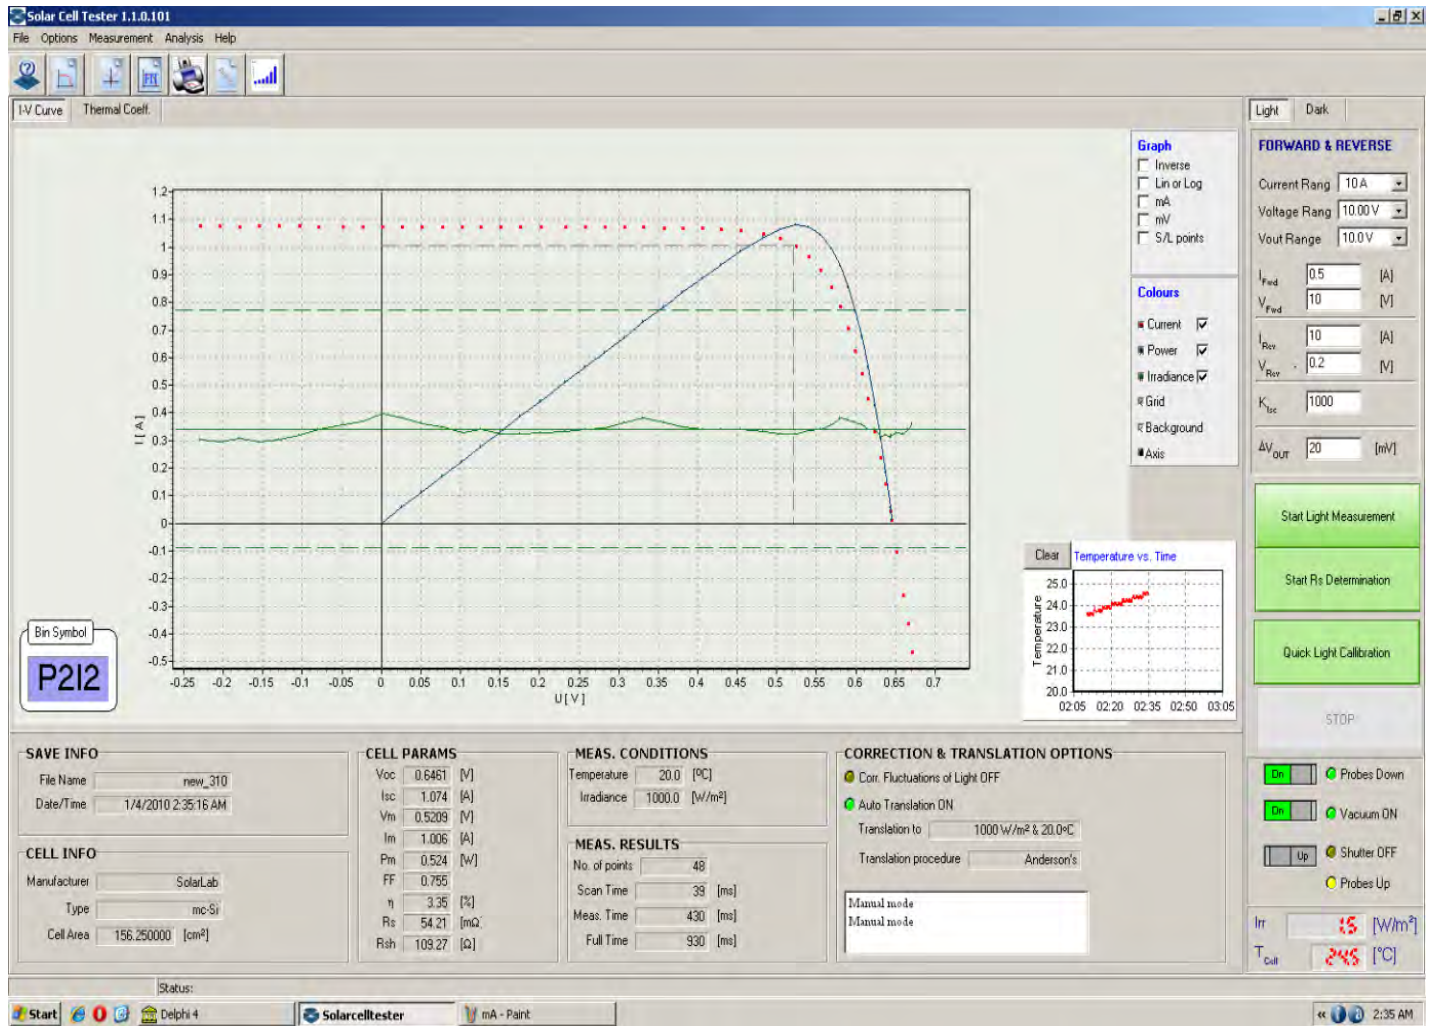 Solar Cell Tester 1.1.0.101
File Options Measurement Analysis Help
I-V Curve Thermal Coeff.
Light Dark
Graph
Inverse
Lin or Log
mA
mV
S/L points
Colours
Current
Power
Irradiance
Grid
Background
Axis
1.2
1.1
1
0.9
0.8
0.7
0.6
0.5
0.4
0.3
0.2
0.1
0
-0.1
-0.2
-0.3
-0.4
-0.5
I [ A ]
-0.25 -0.2 -0.15 -0.1 -0.05 0 0.05 0.1 0.15 0.2 0.25 0.3 0.35 0.4 0.45 0.5 0.55 0.6 0.65 0.7
U [ V ]
Bin Symbol
P2I2
Clear Temperature vs. Time
Temperature
25.0
24.0
23.0
22.0
21.0
20.0
02:05 02:20 02:35 02:50 03:05
FORWARD & REVERSE
Current Rang 10 A
Voltage Rang 10.00 V
Vout Range 10.0 V
I Fwd 0.5 [A]
V Fwd 10 [V]
I Rev 10 [A]
V Rev - 0.2 [V]
K Isc 1000
ΔV OUT 20 [mV]
Start Light Measurement
Start Rs Determination
Quick Light Callibration
STOP
On Probes Down
On Vacuum ON
Up Shutter OFF
Probes Up
Irr 1.5 [W/m²]
T Cell 24.5 [°C]
SAVE INFO
File Name new_310
Date/Time 1/4/2010 2:35:16 AM
CELL INFO
Manufacturer SolarLab
Type mc-Si
Cell Area 156.250000 [cm²]
CELL PARAMS
Voc 0.6461 [V]
Isc 1.074 [A]
Vm 0.5209 [V]
Im 1.006 [A]
Pm 0.524 [W]
FF 0.755
η 3.35 [%]
Rs 54.21 [mΩ
Rsh 109.27 [Ω]
MEAS. CONDITIONS
Temperature 20.0 [ºC]
Irradiance 1000.0 [W/m²]
MEAS. RESULTS
No. of points 48
Scan Time 39 [ms]
Meas. Time 430 [ms]
Full Time 930 [ms]
CORRECTION & TRANSLATION OPTIONS
Corr. Fluctuations of Light OFF
Auto Translation ON
Translation to 1000 W/m² & 20.0ºC
Translation procedure Anderson's
Manual mode
Manual mode
Status:
Start Delphi 4 Solarcelltester mA - Paint « 2:35 AM